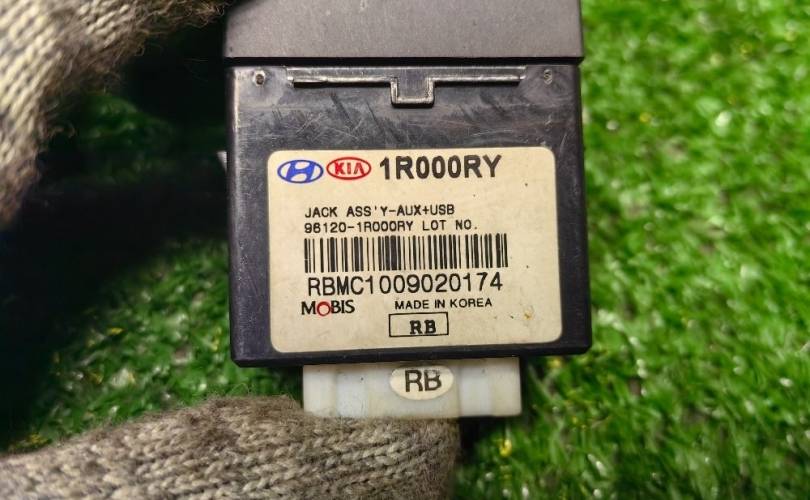 H KIA 1R000RY
JACK ASS'Y-AUX+USB
96120-1R000RY LOT NO.
RBMC1009020174
MOBIS MADE IN KOREA
RB
RB